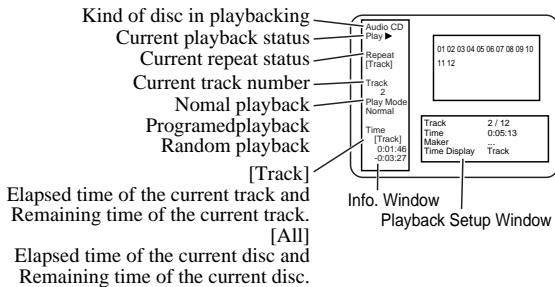 Kind of disc in playbacking
Current playback status
Current repeat status
Current track number
Nomal playback
Programedplayback
Random playback
[Track]
Elapsed time of the current track and
Remaining time of the current track.
[All]
Elapsed time of the current disc and
Remaining time of the current disc.
Audio CD
Play ▶
Repeat
[Track]
Track
2
Play Mode
Normal
Time
[Track]
0:01:46
-0:03:27
01 02 03 04 05 06 07 08 09 10
11 12
Track 2 / 12
Time 0:05:13
Maker ...
Time Display Track
Info. Window
Playback Setup Window